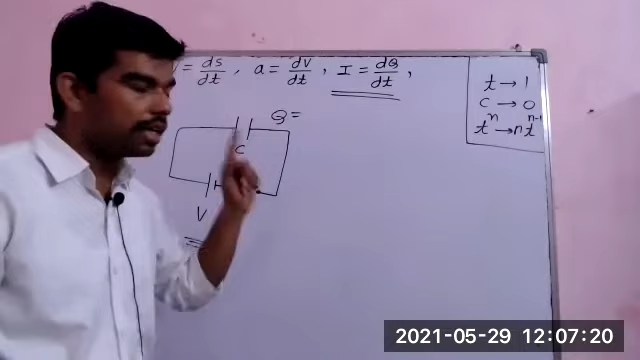 v = ds/dt , a = dv/dt , I = dQ/dt ,
t → 1
c → 0
tⁿ → ntⁿ⁻¹
Q =
C
V
2021-05-29 12:07:20